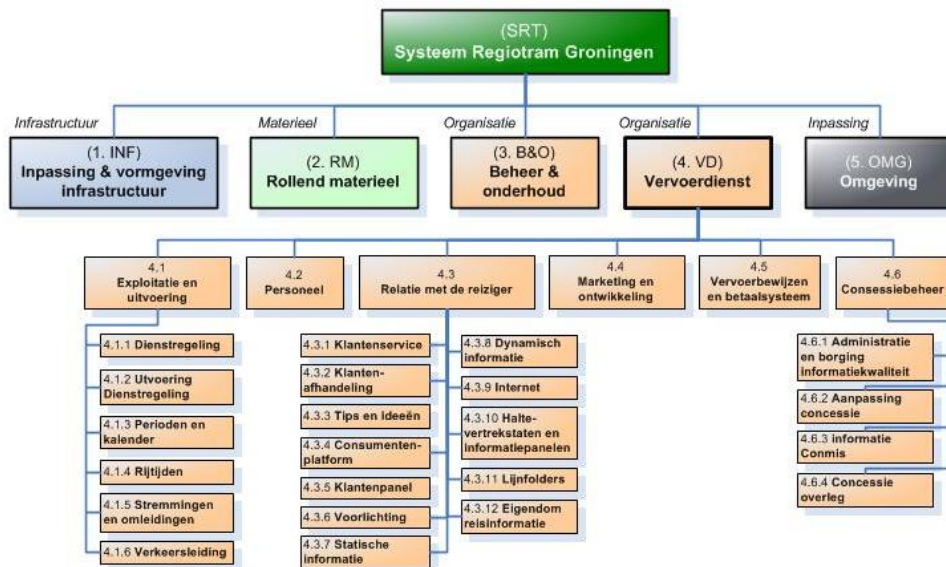 (SRT)
Systeem Regiotram Groningen
Infrastructuur
Materieel
Organisatie
Organisatie
Inpassing
(1. INF)
Inpassing & vormgeving
infrastructuur
(2. RM)
Rollend materieel
(3. B&O)
Beheer &
onderhoud
(4. VD)
Vervoerdienst
(5. OMG)
Omgeving
4.1
Exploitatie en
uitvoering
4.2
Personeel
4.3
Relatie met de reiziger
4.4
Marketing en
ontwikkeling
4.5
Vervoerbewijzen
en betaalsysteem
4.6
Consessiebeheer
4.1.1 Dienstregeling
4.1.2 Utvoering
Dienstregeling
4.1.3 Perioden en
kalender
4.1.4 Rijtijden
4.1.5 Stremmingen
en omleidingen
4.1.6 Verkeersleiding
4.3.1 Klantenservice
4.3.2 Klanten-
afhandeling
4.3.3 Tips en ideeën
4.3.4 Consumenten-
platform
4.3.5 Klantenpanel
4.3.6 Voorlichting
4.3.7 Statische
informatie
4.3.8 Dynamisch
informatie
4.3.9 Internet
4.3.10 Halte-
vertrekstaten en
informatiepanelen
4.3.11 Lijnfolders
4.3.12 Eigendom
reisinformatie
4.6.1 Administratie
en borging
informatiekwaliteit
4.6.2 Aanpassing
concessie
4.6.3 informatie
Conmis
4.6.4 Concessie
overleg